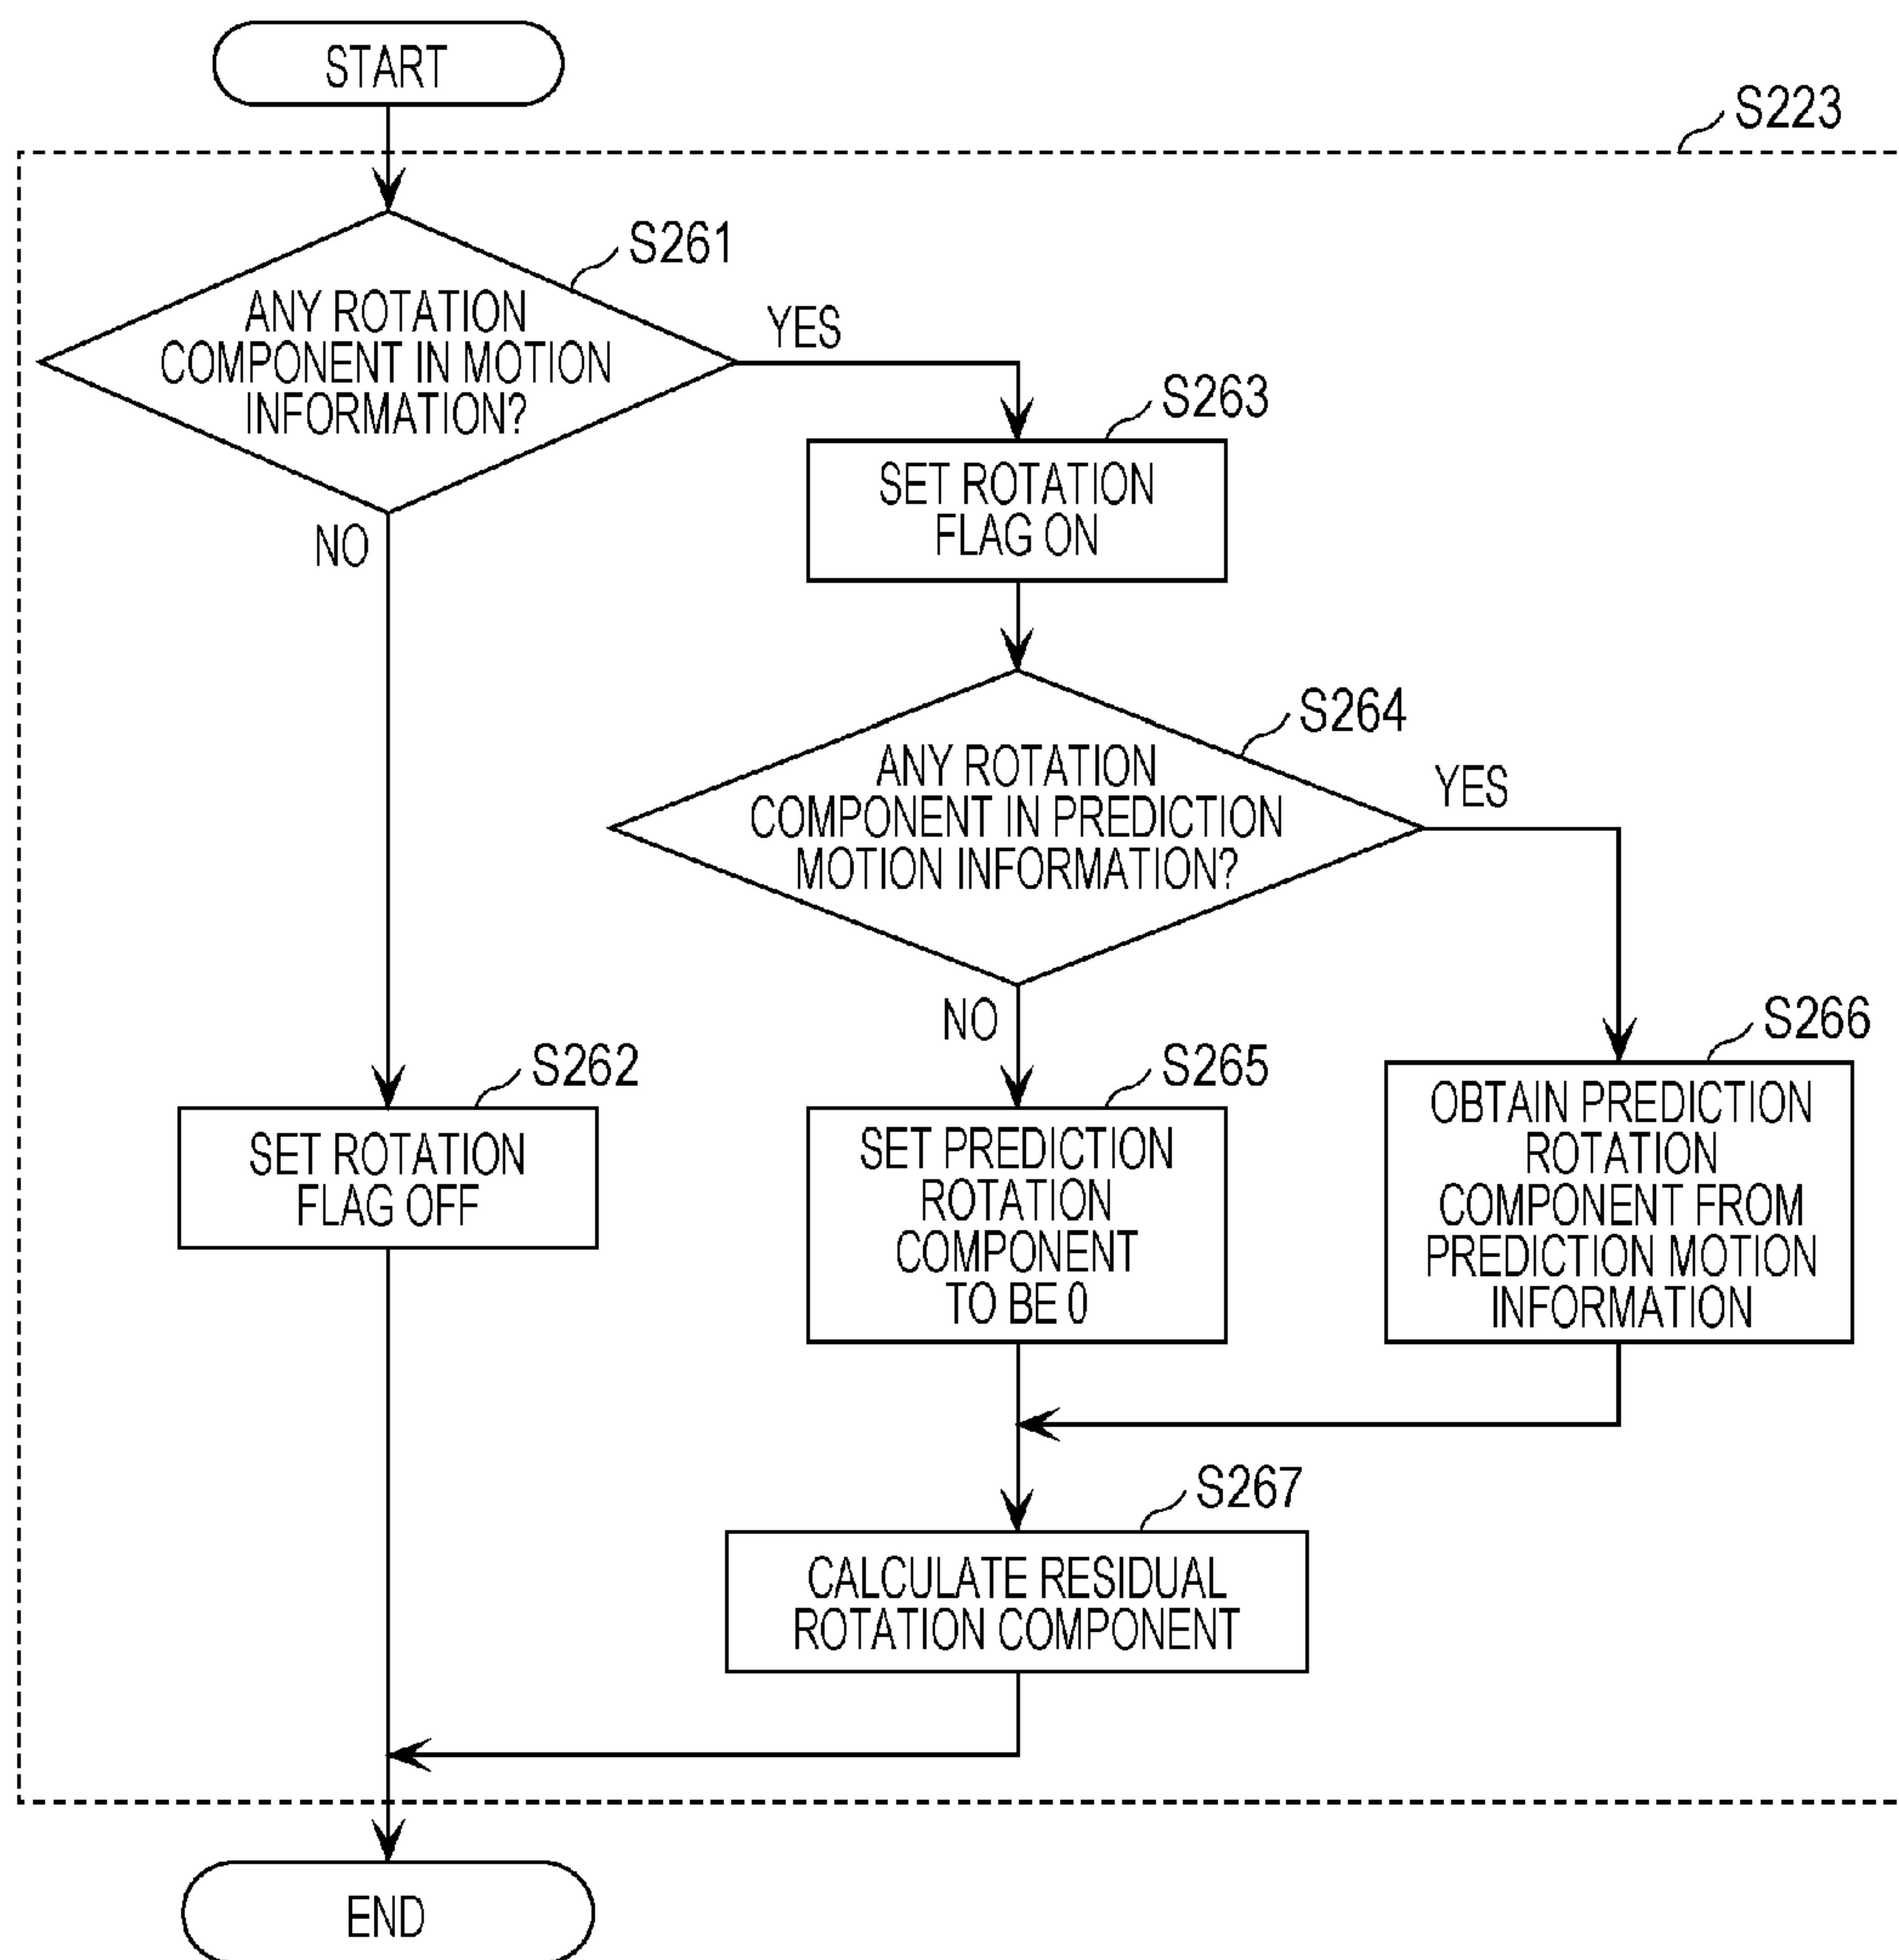 START
S223
S261
ANY ROTATION
COMPONENT IN MOTION
INFORMATION?
YES
NO
S263
SET ROTATION
FLAG ON
S264
ANY ROTATION
COMPONENT IN PREDICTION
MOTION INFORMATION?
YES
NO
S262
SET ROTATION
FLAG OFF
S265
SET PREDICTION
ROTATION
COMPONENT
TO BE 0
S266
OBTAIN PREDICTION
ROTATION
COMPONENT FROM
PREDICTION MOTION
INFORMATION
S267
CALCULATE RESIDUAL
ROTATION COMPONENT
END